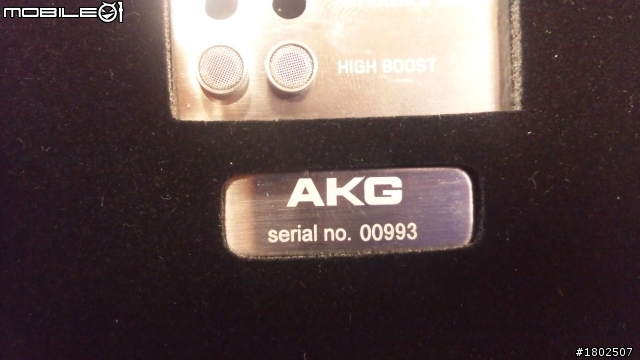 MOBILE01
HIGH BOOST
AKG
serial no. 00993
#1802507